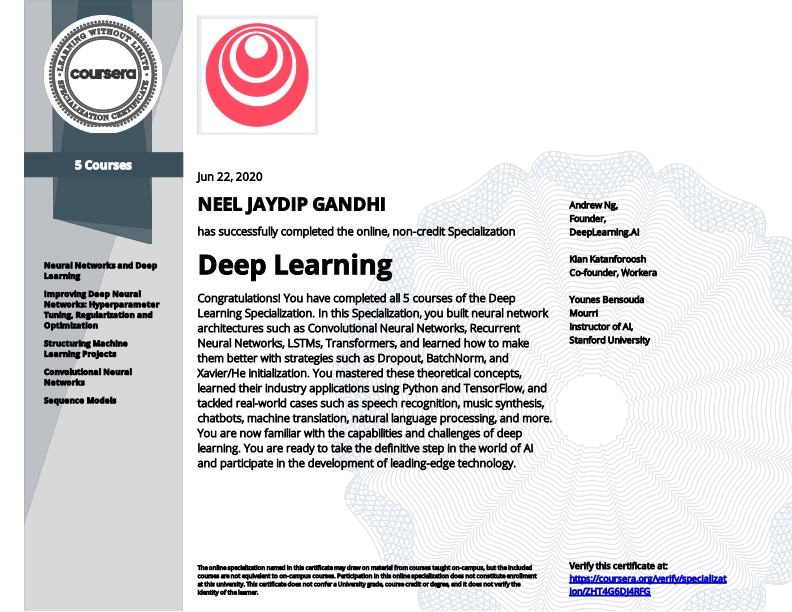 LEARNING WITHOUT LIMITS
coursera
SPECIALIZATION CERTIFICATE
5 Courses
Neural Networks and Deep
Learning
Improving Deep Neural
Networks: Hyperparameter
Tuning, Regularization and
Optimization
Structuring Machine
Learning Projects
Convolutional Neural
Networks
Sequence Models
Jun 22, 2020
NEEL JAYDIP GANDHI
has successfully completed the online, non-credit Specialization
Deep Learning
Congratulations! You have completed all 5 courses of the Deep
Learning Specialization. In this Specialization, you built neural network
architectures such as Convolutional Neural Networks, Recurrent
Neural Networks, LSTMs, Transformers, and learned how to make
them better with strategies such as Dropout, BatchNorm, and
Xavier/He initialization. You mastered these theoretical concepts,
learned their industry applications using Python and TensorFlow, and
tackled real-world cases such as speech recognition, music synthesis,
chatbots, machine translation, natural language processing, and more.
You are now familiar with the capabilities and challenges of deep
learning. You are ready to take the definitive step in the world of AI
and participate in the development of leading-edge technology.
Andrew Ng,
Founder,
DeepLearning.AI
Kian Katanforoosh
Co-founder, Workera
Younes Bensouda
Mourri
Instructor of AI,
Stanford University
The online specialization named in this certificate may draw on material from courses taught on-campus, but the included
courses are not equivalent to on-campus courses. Participation in this online specialization does not constitute enrollment
at this university. This certificate does not confer a University grade, course credit or degree, and it does not verify the
identity of the learner.
Verify this certificate at:
https://coursera.org/verify/specializat
ion/ZHT4G6DJ4RFG